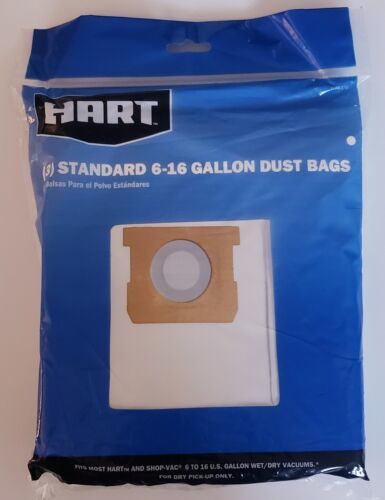 HART
(3) STANDARD 6-16 GALLON DUST BAGS
Bolsas Para el Polvo Estándares
FITS MOST HART™ AND SHOP-VAC® 6 TO 16 U.S. GALLON WET/DRY VACUUMS.*
FOR DRY PICK-UP ONLY.